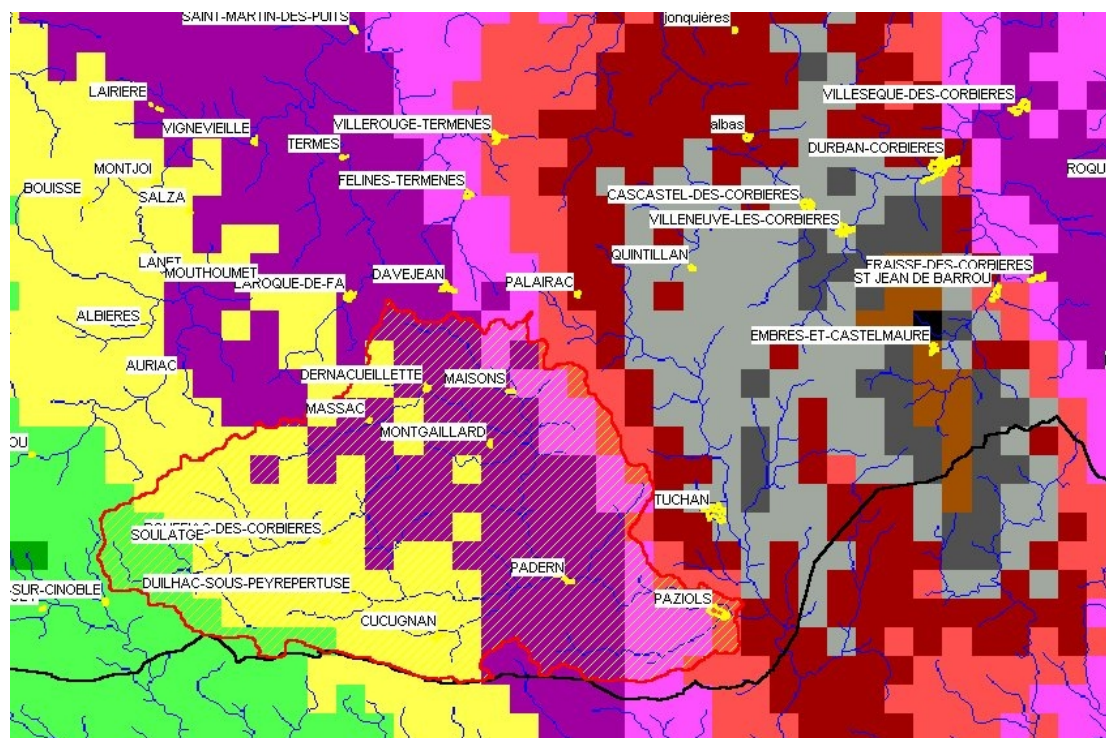 SAINT-MARTIN-DES-PUITS
jonquières
LAIRIERE
VILLESEQUE-DES-CORBIERES
VIGNEVIEILLE
VILLEROUGE-TERMENES
albas
TERMES
DURBAN-CORBIERES
MONTJOI
ROQU
BOUISSE
FELINES-TERMENES
SALZA
CASCASTEL-DES-CORBIERES
VILLENEUVE-LES-CORBIERES
QUINTILLAN
LANET
MOUTHOUMET
FRAISSE-DES-CORBIERES
DAVEJEAN
LAROQUE-DE-FA
PALAIRAC
ST JEAN DE BARROU
ALBIERES
EMBRES-ET-CASTELMAURE
AURIAC
DERNACUEILLETTE
MAISONS
MASSAC
MONTGAILLARD
OU
TUCHAN
DES-CORBIERES
SOULATGE
PADERN
DUILHAC-SOUS-PEYREPERTUSE
-SUR-CINOBLE
PAZIOLS
CUCUGNAN